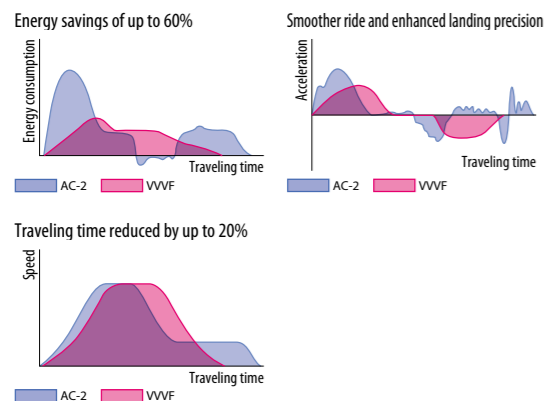 Energy savings of up to 60%
Energy consumption
Traveling time
AC-2 VVVF
Smoother ride and enhanced landing precision
Acceleration
Traveling time
AC-2 VVVF
Traveling time reduced by up to 20%
Speed
Traveling time
AC-2 VVVF